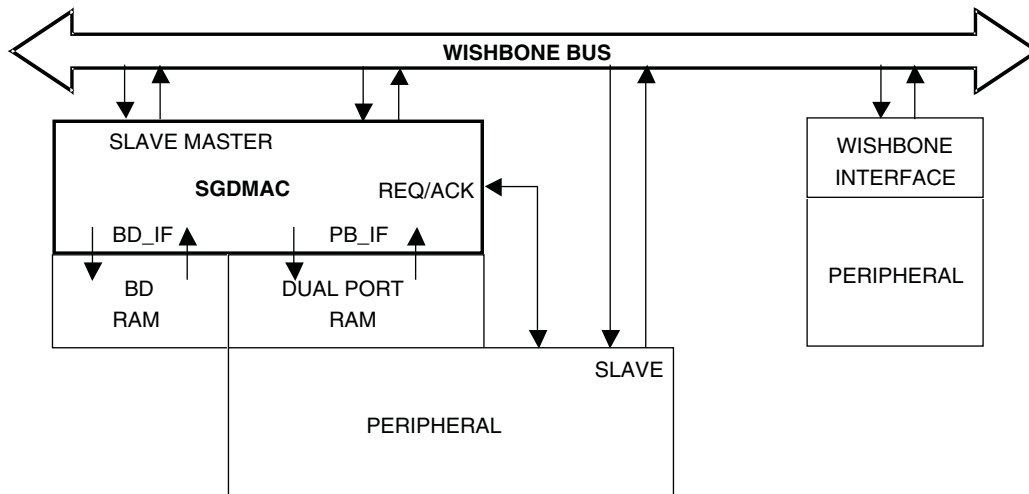 WISHBONE BUS
SLAVE MASTER
SGDMAC
REQ/ACK
BD_IF
PB_IF
BD
RAM
DUAL PORT
RAM
SLAVE
PERIPHERAL
WISHBONE
INTERFACE
PERIPHERAL